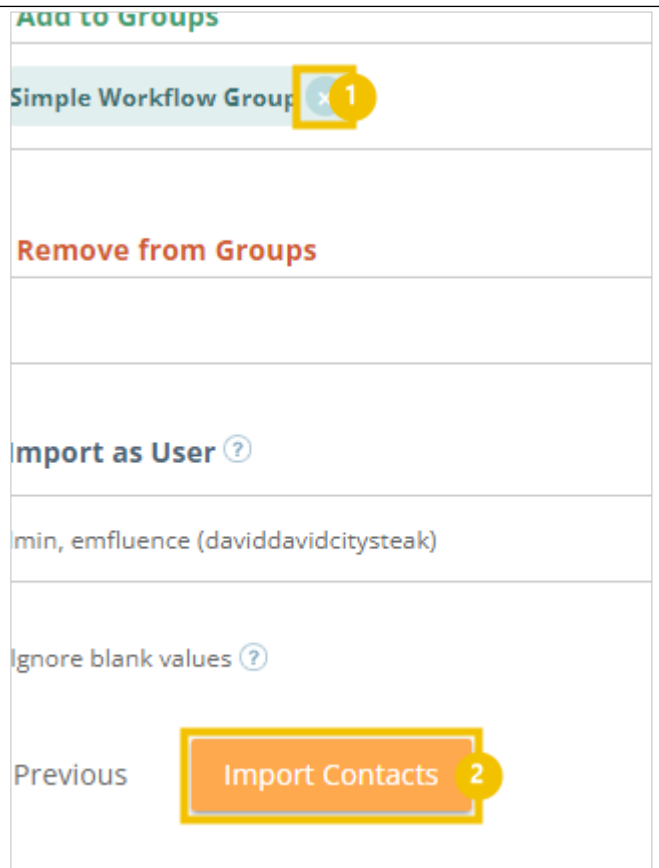 Add to Groups
Simple Workflow Group × 1
Remove from Groups
Import as User ?
min, emfluence (daviddavidcitysteak)
Ignore blank values ?
Previous
Import Contacts 2